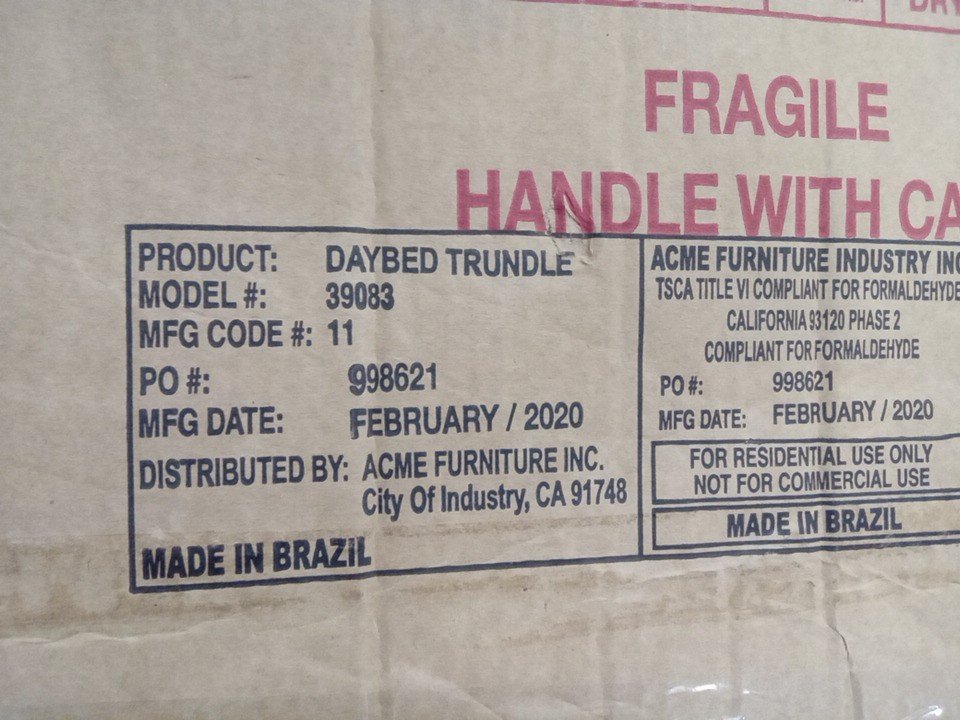 FRAGILE
HANDLE WITH CA
PRODUCT: DAYBED TRUNDLE
MODEL #: 39083
MFG CODE #: 11
PO #: 998621
MFG DATE: FEBRUARY / 2020
DISTRIBUTED BY: ACME FURNITURE INC.
City Of Industry, CA 91748
MADE IN BRAZIL
ACME FURNITURE INDUSTRY INC
TSCA TITLE VI COMPLIANT FOR FORMALDEHYDE
CALIFORNIA 93120 PHASE 2
COMPLIANT FOR FORMALDEHYDE
PO #: 998621
MFG DATE: FEBRUARY / 2020
FOR RESIDENTIAL USE ONLY
NOT FOR COMMERCIAL USE
MADE IN BRAZIL